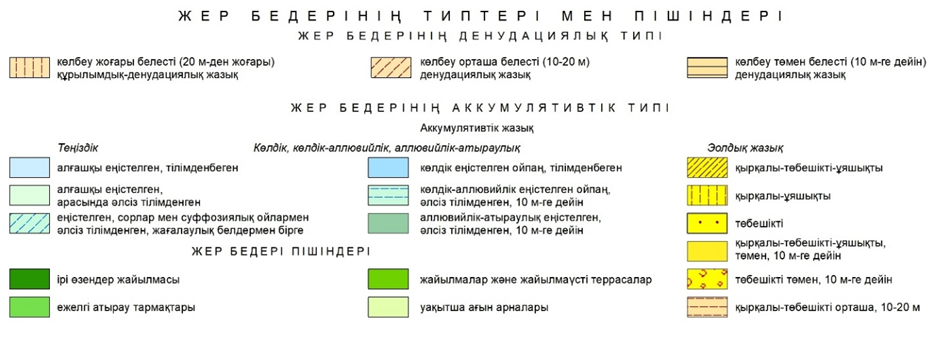 ЖЕР БЕДЕРІНІҢ ТИПТЕРІ МЕН ПІШІНДЕРІ
ЖЕР БЕДЕРІНІҢ ДЕНУДАЦИЯЛЫҚ ТИПІ
көлбеу жоғары белесті (20 м-ден жоғары)
құрылымдық-денудациялық жазық
көлбеу орташа белесті (10-20 м)
денудациялық жазық
көлбеу төмен белесті (10 м-ге дейін)
денудациялық жазық
ЖЕР БЕДЕРІНІҢ АККУМУЛЯТИВТІК ТИПІ
Аккумулятивтік жазық
Теңіздік
алғашқы еңістелген, тілімденбеген
алғашқы еңістелген,
арасында әлсіз тілімденген
еңістелген, сорлар мен суффозиялық ойлармен
әлсіз тілімденген, жағалаулық белдермен бірге
Көлдік, көлдік-аллювийлік, аллювийлік-атыраулық
көлдік еңістелген ойпаң, тілімденбеген
көлдік-аллювийлік еңістелген ойпаң,
әлсіз тілімденген, 10 м-ге дейін
аллювийлік-атыраулық еңістелген,
әлсіз тілімденген, 10 м-ге дейін
Эолдық жазық
қырқалы-төбешікті-ұяшықты
қырқалы-ұяшықты
төбешікті
қырқалы-төбешікті-ұяшықты,
төмен, 10 м-ге дейін
төбешікті төмен, 10 м-ге дейін
қырқалы-төбешікті орташа, 10-20 м
ЖЕР БЕДЕРІ ПІШІНДЕРІ
ірі өзендер жайылмасы
ежелгі атырау тармақтары
жайылмалар және жайылмаүсті террасалар
уақытша ағын арналары